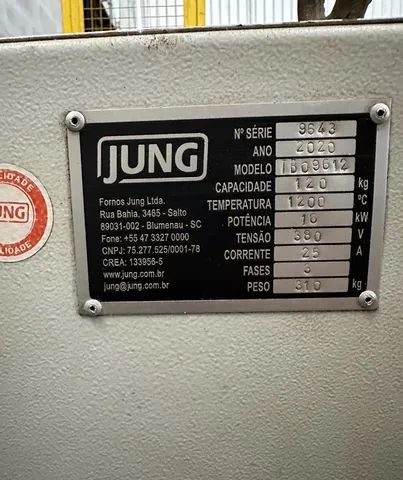 JUNG
Fornos Jung Ltda.
Rua Bahia, 3465 - Salto
89031-002 - Blumenau - SC
Fone: +55 47 3327 0000
CNPJ: 75.277.525/0001-78
CREA: 133956-5
www.jung.com.br
jung@jung.com.br
Nº SÉRIE 9643
ANO 2020
MODELO TB09612
CAPACIDADE 120 kg
TEMPERATURA 1200 ºC
POTÊNCIA 16 kW
TENSÃO 380 V
CORRENTE 25 A
FASES 3
PESO 310 kg
JUNG